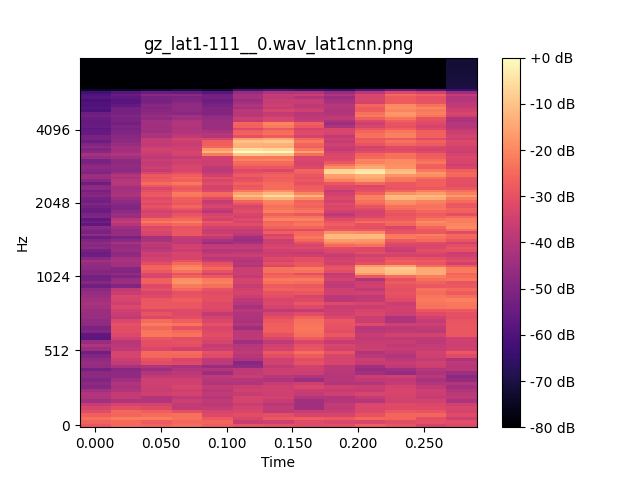 gz_lat1-111__0.wav_lat1cnn.png
Hz
4096
2048
1024
512
0
0.000 0.050 0.100 0.150 0.200 0.250
Time
+0 dB
-10 dB
-20 dB
-30 dB
-40 dB
-50 dB
-60 dB
-70 dB
-80 dB